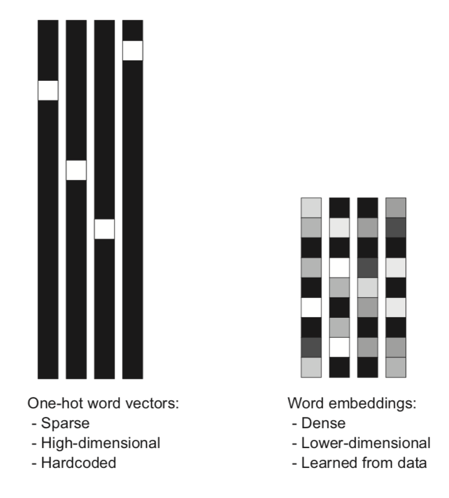 One-hot word vectors:
- Sparse
- High-dimensional
- Hardcoded
Word embeddings:
- Dense
- Lower-dimensional
- Learned from data